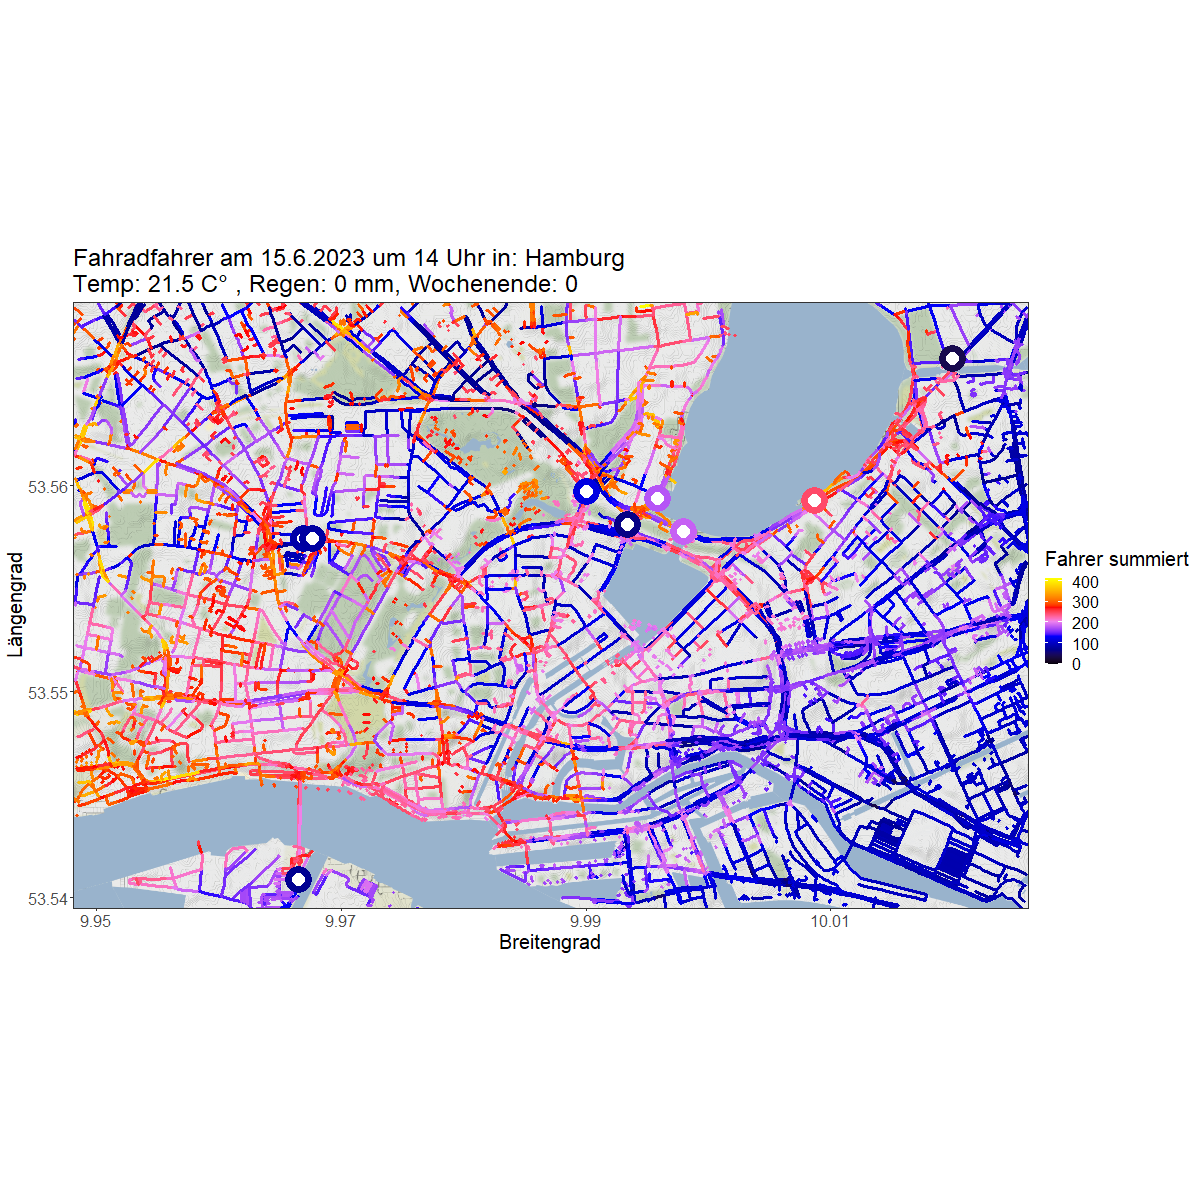 Fahradfahrer am 15.6.2023 um 14 Uhr in: Hamburg
Temp: 21.5 C° , Regen: 0 mm, Wochenende: 0
Längengrad
53.56
53.55
53.54
9.95
9.97
9.99
10.01
Breitengrad
Fahrer summiert
400
300
200
100
0